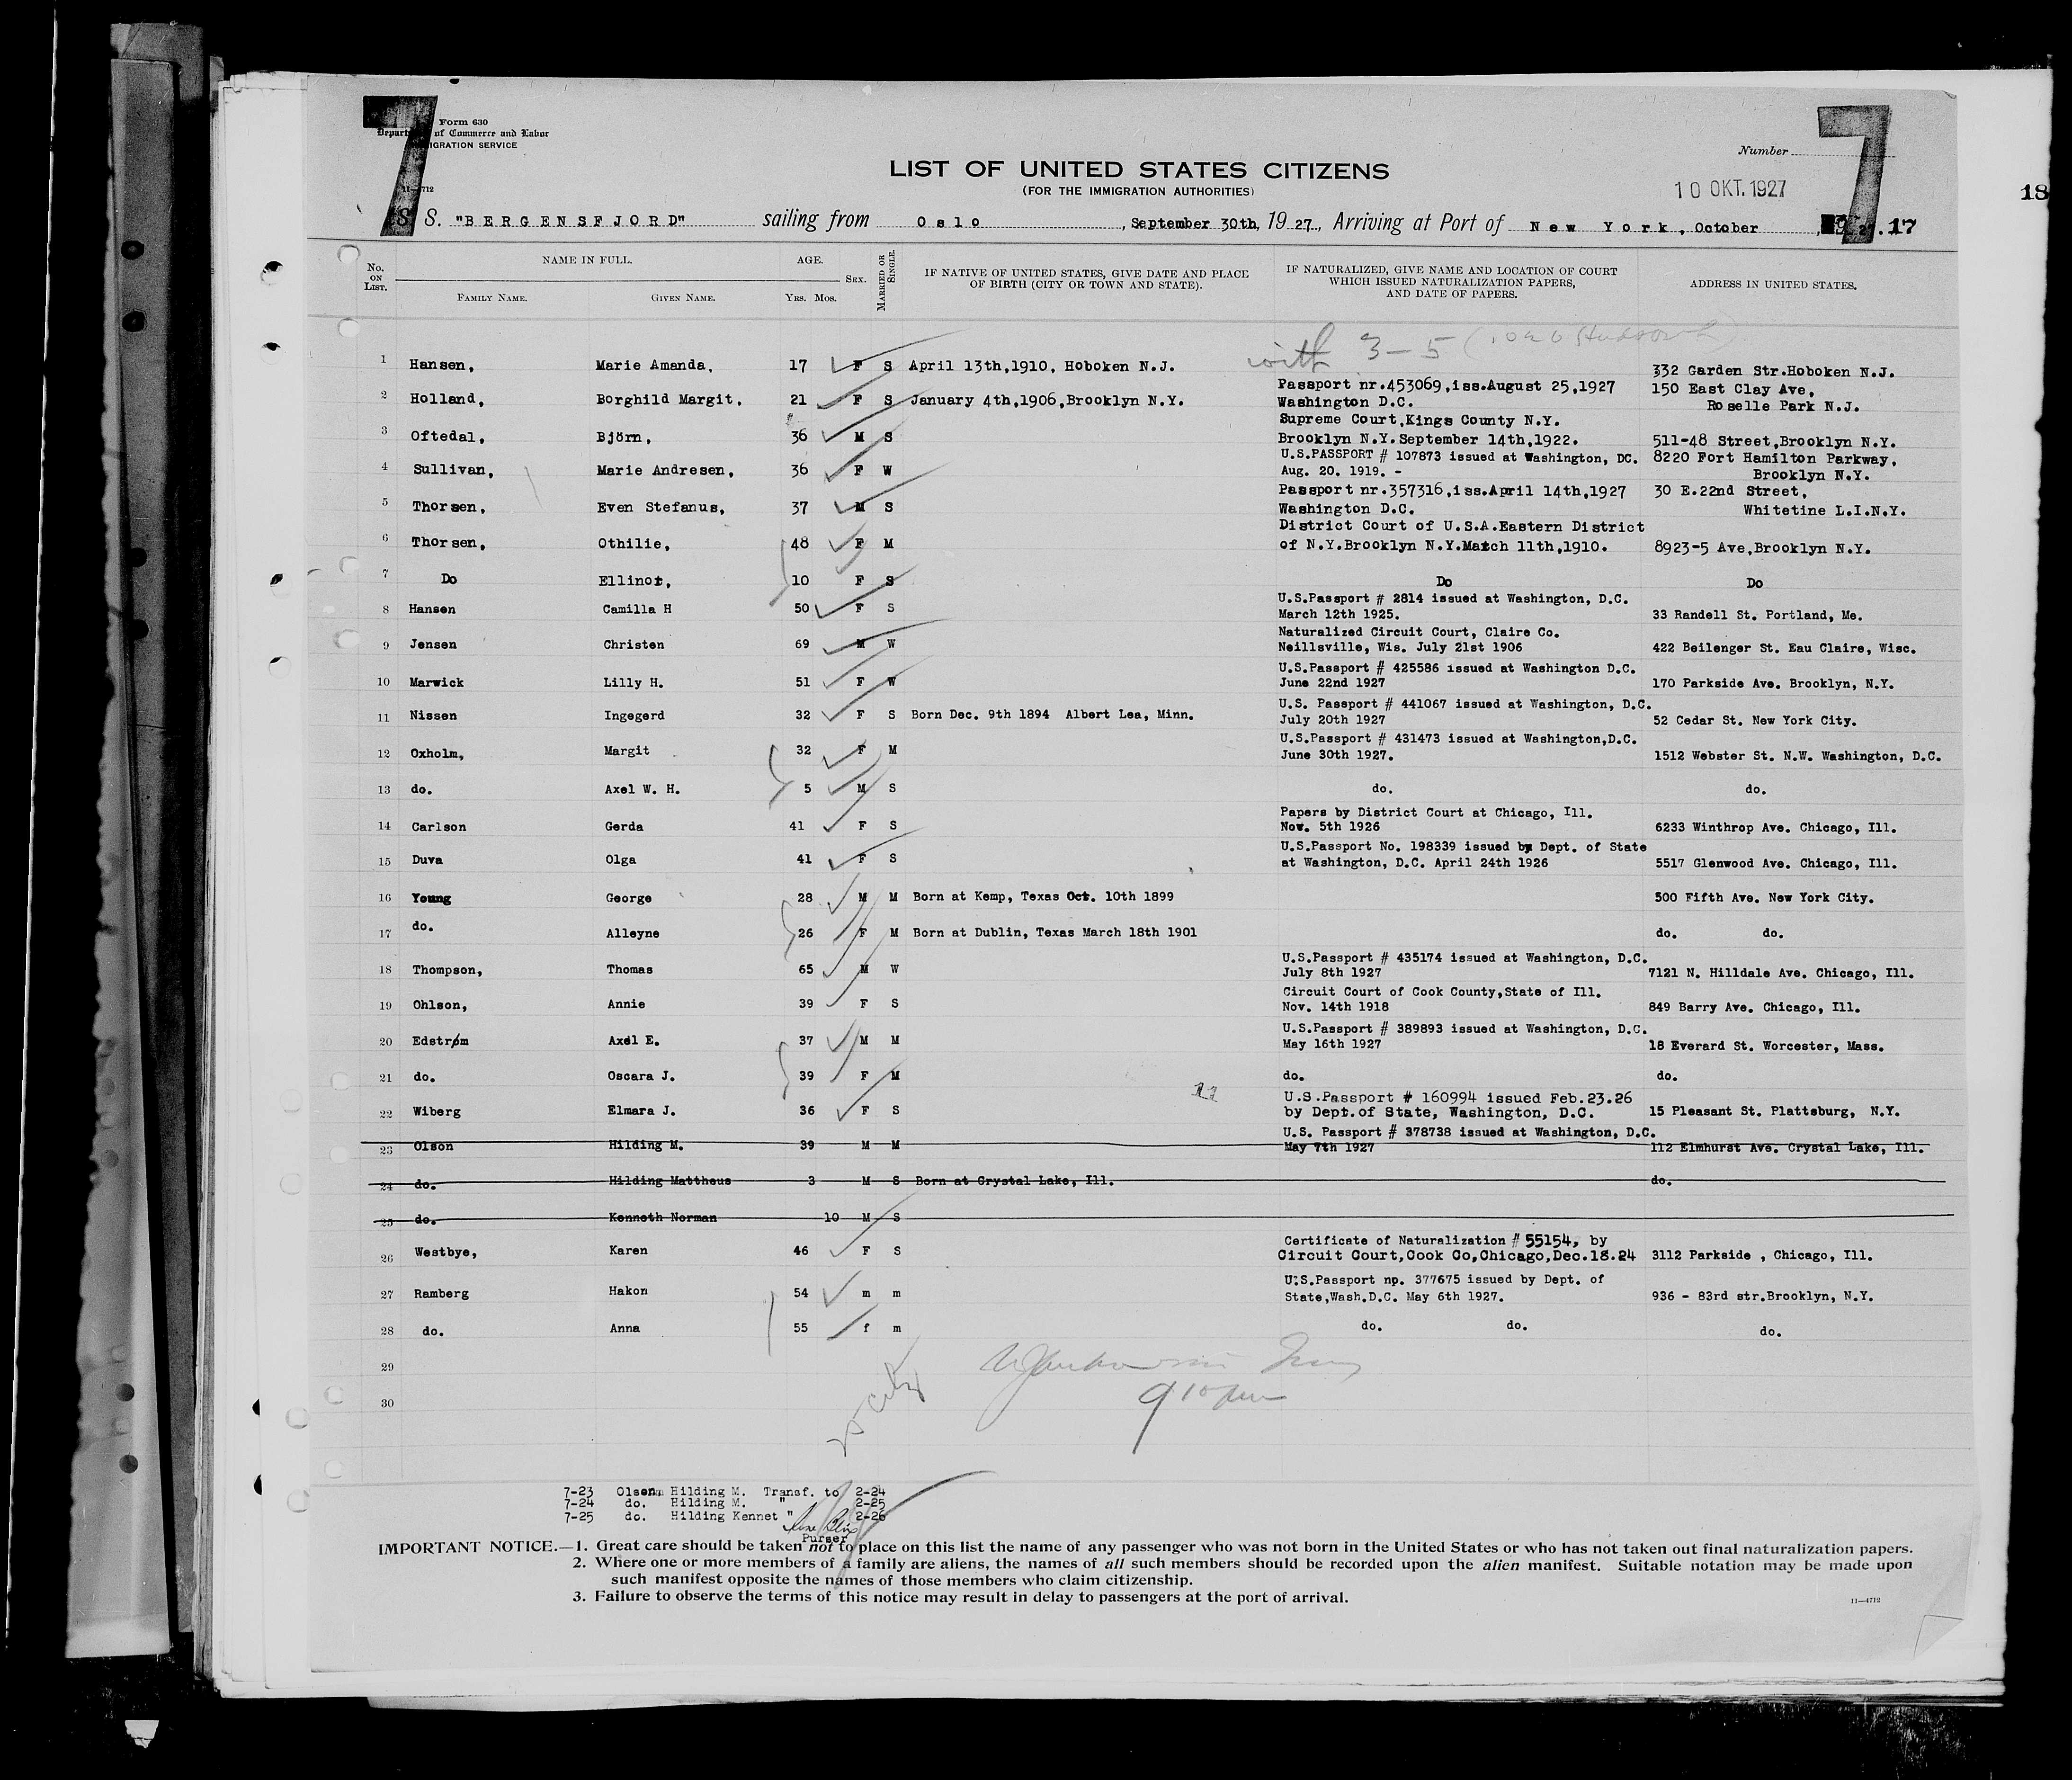 7
Form 630
Department of Commerce and Labor
IMMIGRATION SERVICE
11—4712
Number
7
LIST OF UNITED STATES CITIZENS
(FOR THE IMMIGRATION AUTHORITIES)
10 OKT. 1927
18
S. S. "BERGENSFJORD" sailing from Oslo, September 30th, 1927, Arriving at Port of New York, October 17
No. ON LIST. NAME IN FULL. FAMILY NAME. GIVEN NAME. AGE. YRS. MOS. SEX. MARRIED OR SINGLE. IF NATIVE OF UNITED STATES, GIVE DATE AND PLACE OF BIRTH (CITY OR TOWN AND STATE). IF NATURALIZED, GIVE NAME AND LOCATION OF COURT WHICH ISSUED NATURALIZATION PAPERS, AND DATE OF PAPERS. ADDRESS IN UNITED STATES.
with 3-5
1 Hansen, Marie Amanda, 17 F S April 13th,1910, Hoboken N.J. 332 Garden Str.Hoboken N.J.
2 Holland, Borghild Margit, 21 F S January 4th,1906,Brooklyn N.Y. Passport nr.453069,iss.August 25,1927 Washington D.C. 150 East Clay Ave, Roselle Park N.J.
3 Oftedal, Björn, 36 M S Supreme Court,Kings County N.Y. Brooklyn N.Y.September 14th,1922. 511-48 Street,Brooklyn N.Y.
4 Sullivan, Marie Andresen, 36 F W U.S.PASSPORT # 107873 issued at Washington, DC. Aug. 20. 1919. - 8220 Fort Hamilton Parkway, Brooklyn N.Y.
5 Thorsen, Even Stefanus, 37 M S Passport nr.357316,iss.April 14th,1927 Washington D.C. 30 E.22nd Street, Whitetine L.I.N.Y.
6 Thorsen, Othilie, 48 F M District Court of U.S.A.Eastern District of N.Y.Brooklyn N.Y.March 11th,1910. 8923-5 Ave,Brooklyn N.Y.
7 Do Ellinor, 10 F S Do Do
8 Hansen Camilla H 50 F S U.S.Passport # 2814 issued at Washington, D.C. March 12th 1925. 33 Randell St. Portland, Me.
9 Jensen Christen 69 M W Naturalized Circuit Court, Claire Co. Neillsville, Wis. July 21st 1906 422 Beilenger St. Eau Claire, Wisc.
10 Marwick Lilly H. 51 F W U.S.Passport # 425586 issued at Washington D.C. June 22nd 1927 170 Parkside Ave. Brooklyn, N.Y.
11 Nissen Ingegerd 32 F S Born Dec. 9th 1894 Albert Lea, Minn. U.S. Passport # 441067 issued at Washington, D.C. July 20th 1927 52 Cedar St. New York City.
12 Oxholm, Margit 32 F M U.S.Passport # 431473 issued at Washington,D.C. June 30th 1927. 1512 Webster St. N.W. Washington, D.C.
13 do. Axel W. H. 5 M S do. do.
14 Carlson Gerda 41 F S Papers by District Court at Chicago, Ill. Nov. 5th 1926 6233 Winthrop Ave. Chicago, Ill.
15 Duva Olga 41 F S U.S.Passport No. 198339 issued by Dept. of State at Washington, D.C. April 24th 1926 5517 Glenwood Ave. Chicago, Ill.
16 Young George 28 M M Born at Kemp, Texas Oct. 10th 1899 500 Fifth Ave. New York City.
17 do. Alleyne 26 F M Born at Dublin, Texas March 18th 1901 do. do.
18 Thompson, Thomas 65 M W U.S.Passport # 435174 issued at Washington, D.C. July 8th 1927 7121 N. Hilldale Ave. Chicago, Ill.
19 Ohlson, Annie 39 F S Circuit Court of Cook County,State of Ill. Nov. 14th 1918 849 Barry Ave. Chicago, Ill.
20 Edstrøm Axel E. 37 M M U.S.Passport # 389893 issued at Washington, D.C. May 16th 1927 18 Everard St. Worcester, Mass.
21 do. Oscara J. 39 F M do. do.
22 Wiberg Elmara J. 36 F S 11 U.S.Passport # 160994 issued Feb.23.26 by Dept.of State, Washington, D.C. 15 Pleasant St. Plattsburg, N.Y.
23 Olson Hilding M. 39 M M U.S. Passport # 378738 issued at Washington, D.C. May 7th 1927 112 Elmhurst Ave. Crystal Lake, Ill.
24 do. Hilding Mattheus 3 M S Born at Crystal Lake, Ill. do.
25 do. Kenneth Norman 10 M S
26 Westbye, Karen 46 F S Certificate of Naturalization # 55154, by Circuit Court,Cook Co,Chicago,Dec.18.24 3112 Parkside , Chicago, Ill.
27 Ramberg Hakon 54 m m U.S.Passport np. 377675 issued by Dept. of State,Wash.D.C. May 6th 1927. 936 - 83rd str.Brooklyn, N.Y.
28 do. Anna 55 f m do. do. do.
29
30
9 10 pm
7-23 Olsen Hilding M. Transf. to 2-24
7-24 do. Hilding M. " 2-25
7-25 do. Hilding Kennet " 2-26
Purser
IMPORTANT NOTICE.—1. Great care should be taken not to place on this list the name of any passenger who was not born in the United States or who has not taken out final naturalization papers.
2. Where one or more members of a family are aliens, the names of all such members should be recorded upon the alien manifest. Suitable notation may be made upon
such manifest opposite the names of those members who claim citizenship.
3. Failure to observe the terms of this notice may result in delay to passengers at the port of arrival.
11—4712